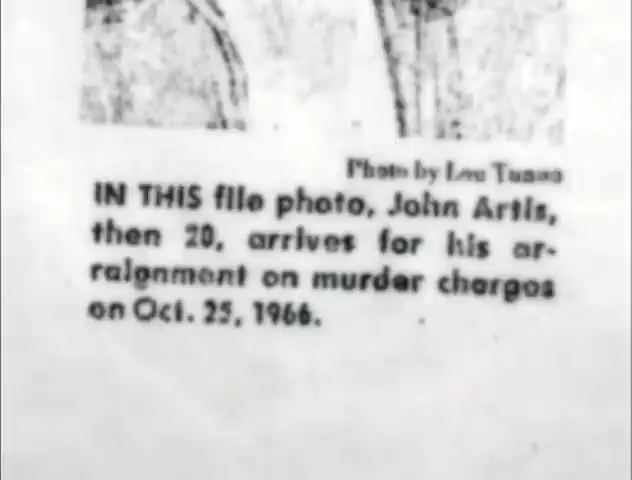 Photo by Lou
IN THIS file photo, John Artis,
then 20, arrives for his ar-
raignment on murder charges
on Oct. 25, 1966.